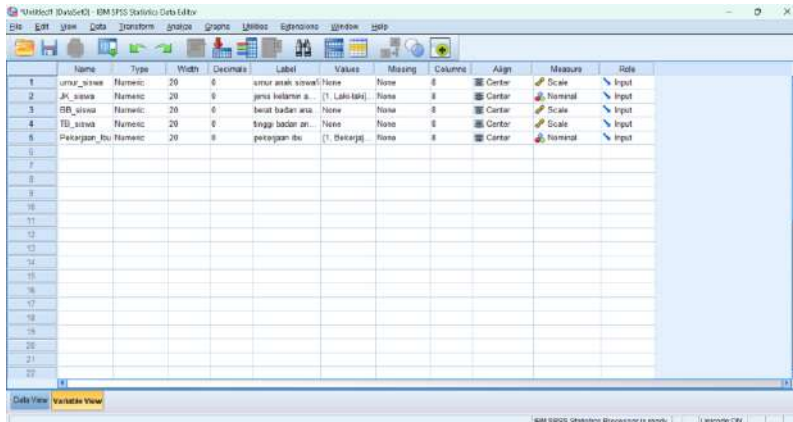 *Untitled1 [DataSet0] - IBM SPSS Statistics Data Editor
File Edit View Data Transform Analyze Graphs Utilities Extensions Window Help
Name Type Width Decimals Label Values Missing Columns Align Measure Role
1 umur_siswa Numeric 20 0 umur anak None None 8 Center Scale Input
2 JK_siswa Numeric 20 0 jenis kelamin a... {1, Laki-laki}... None 8 Center Nominal Input
3 BB_siswa Numeric 20 0 berat badan ana... None None 8 Center Scale Input
4 TB_siswa Numeric 20 0 tinggi badan an... None None 8 Center Scale Input
5 Pekerjaan_Ibu Numeric 20 0 pekerjaan ibu {1, Bekerja}... None 8 Center Nominal Input
6
7
8
9
10
11
12
13
14
15
16
17
18
19
20
21
22
Data View Variable View
IBM SPSS Statistics Processor is ready Unicode:ON